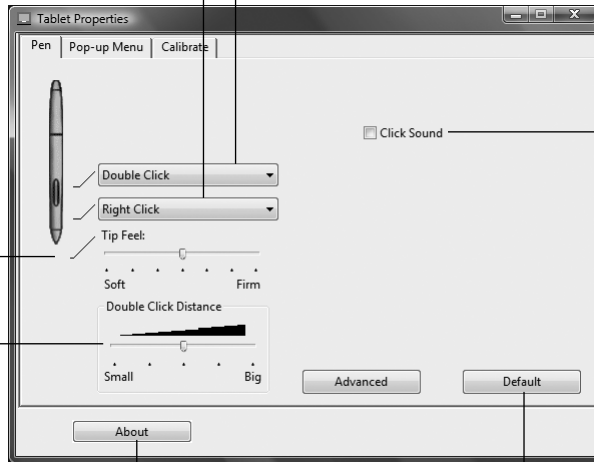 Tablet Properties
Pen Pop-up Menu Calibrate
Click Sound
Double Click
Right Click
Tip Feel:
Soft Firm
Double Click Distance
Small Big
Advanced Default
About